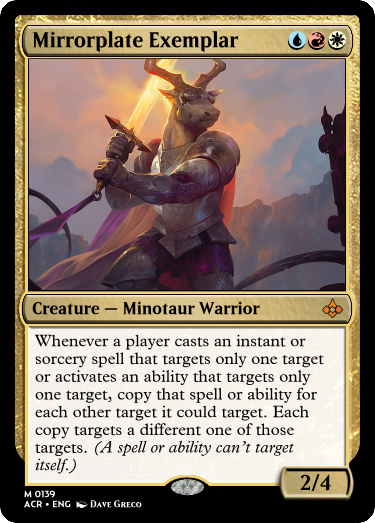 Mirrorplate Exemplar
Creature — Minotaur Warrior
Whenever a player casts an instant or
sorcery spell that targets only one target
or activates an ability that targets only
one target, copy that spell or ability for
each other target it could target. Each
copy targets a different one of those
targets. (A spell or ability can't target
itself.)
2/4
M 0139
ACR • ENG Dave Greco